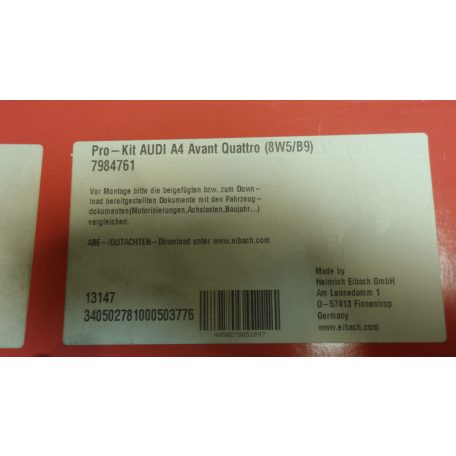 Pro-Kit AUDI A4 Avant Quattro (8W5/B9)
7984761
Vor Montage bitte die beigefügten bzw. zum Down-
load bereitgestellten Dokumente mit den Fahrzeug-
dokumenten(Motorisierungen,Achslasten,Baujahr...)
vergleichen.
ABE-/GUTACHTEN-Download unter www.eibach.com
13147
340502781000503776
Made by
Heinrich Eibach GmbH
Am Lennedamm 1
D-57413 Finnentrop
Germany
www.eibach.com